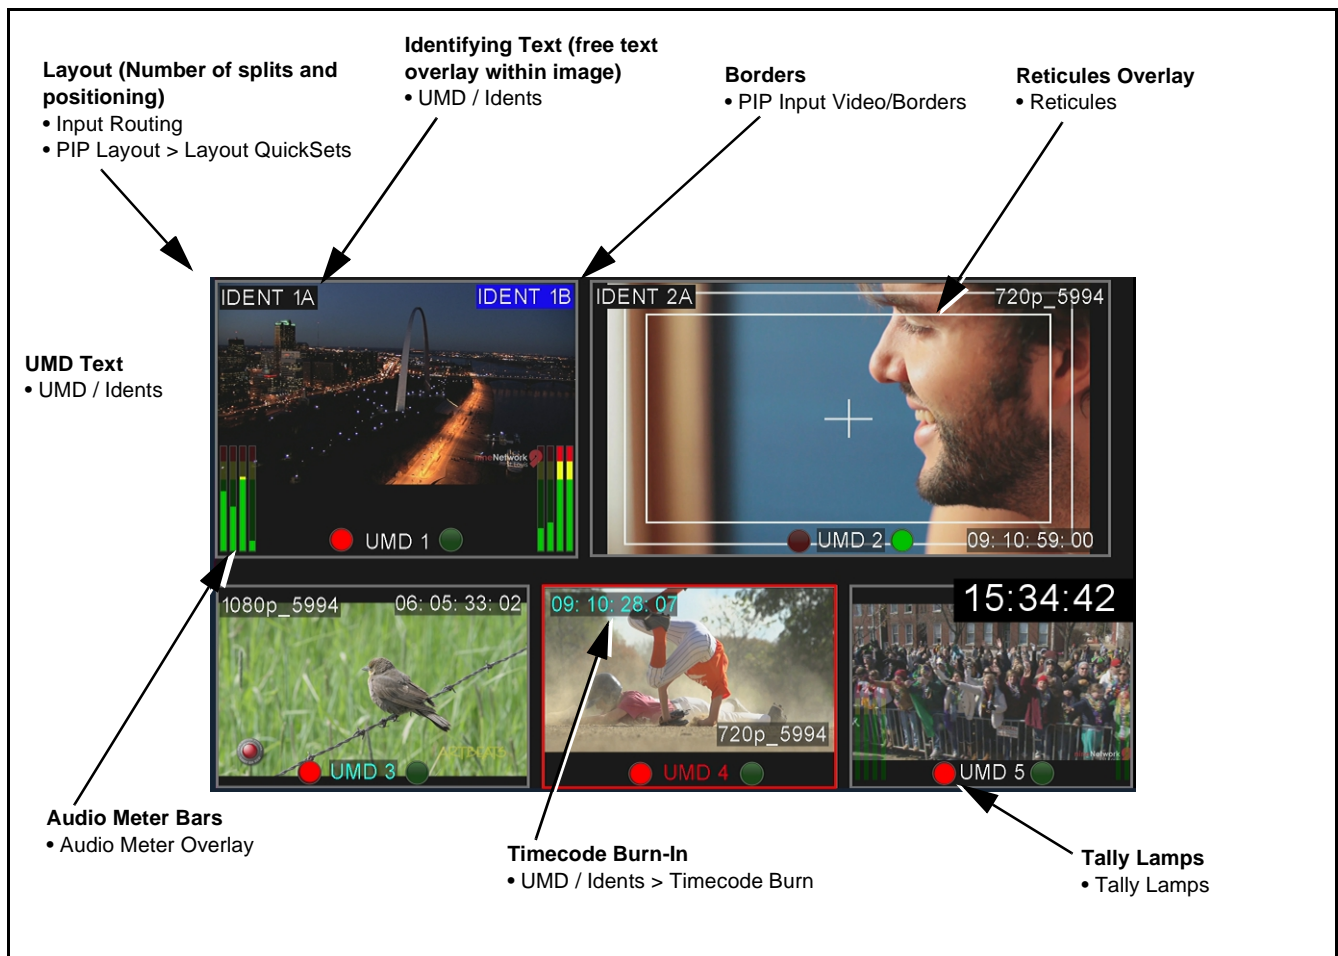 Layout (Number of splits and
positioning)
• Input Routing
• PIP Layout > Layout QuickSets
Identifying Text (free text
overlay within image)
• UMD / Idents
Borders
• PIP Input Video/Borders
Reticules Overlay
• Reticules
UMD Text
• UMD / Idents
IDENT 1A
IDENT 1B
nineNetwork
UMD 1
IDENT 2A
720p_5994
UMD 2
09: 10: 59: 00
1080p_5994
06: 05: 33: 02
UMD 3
09: 10: 28: 07
720p_5994
UMD 4
15:34:42
nineNetwork
UMD 5
Audio Meter Bars
• Audio Meter Overlay
Timecode Burn-In
• UMD / Idents > Timecode Burn
Tally Lamps
• Tally Lamps